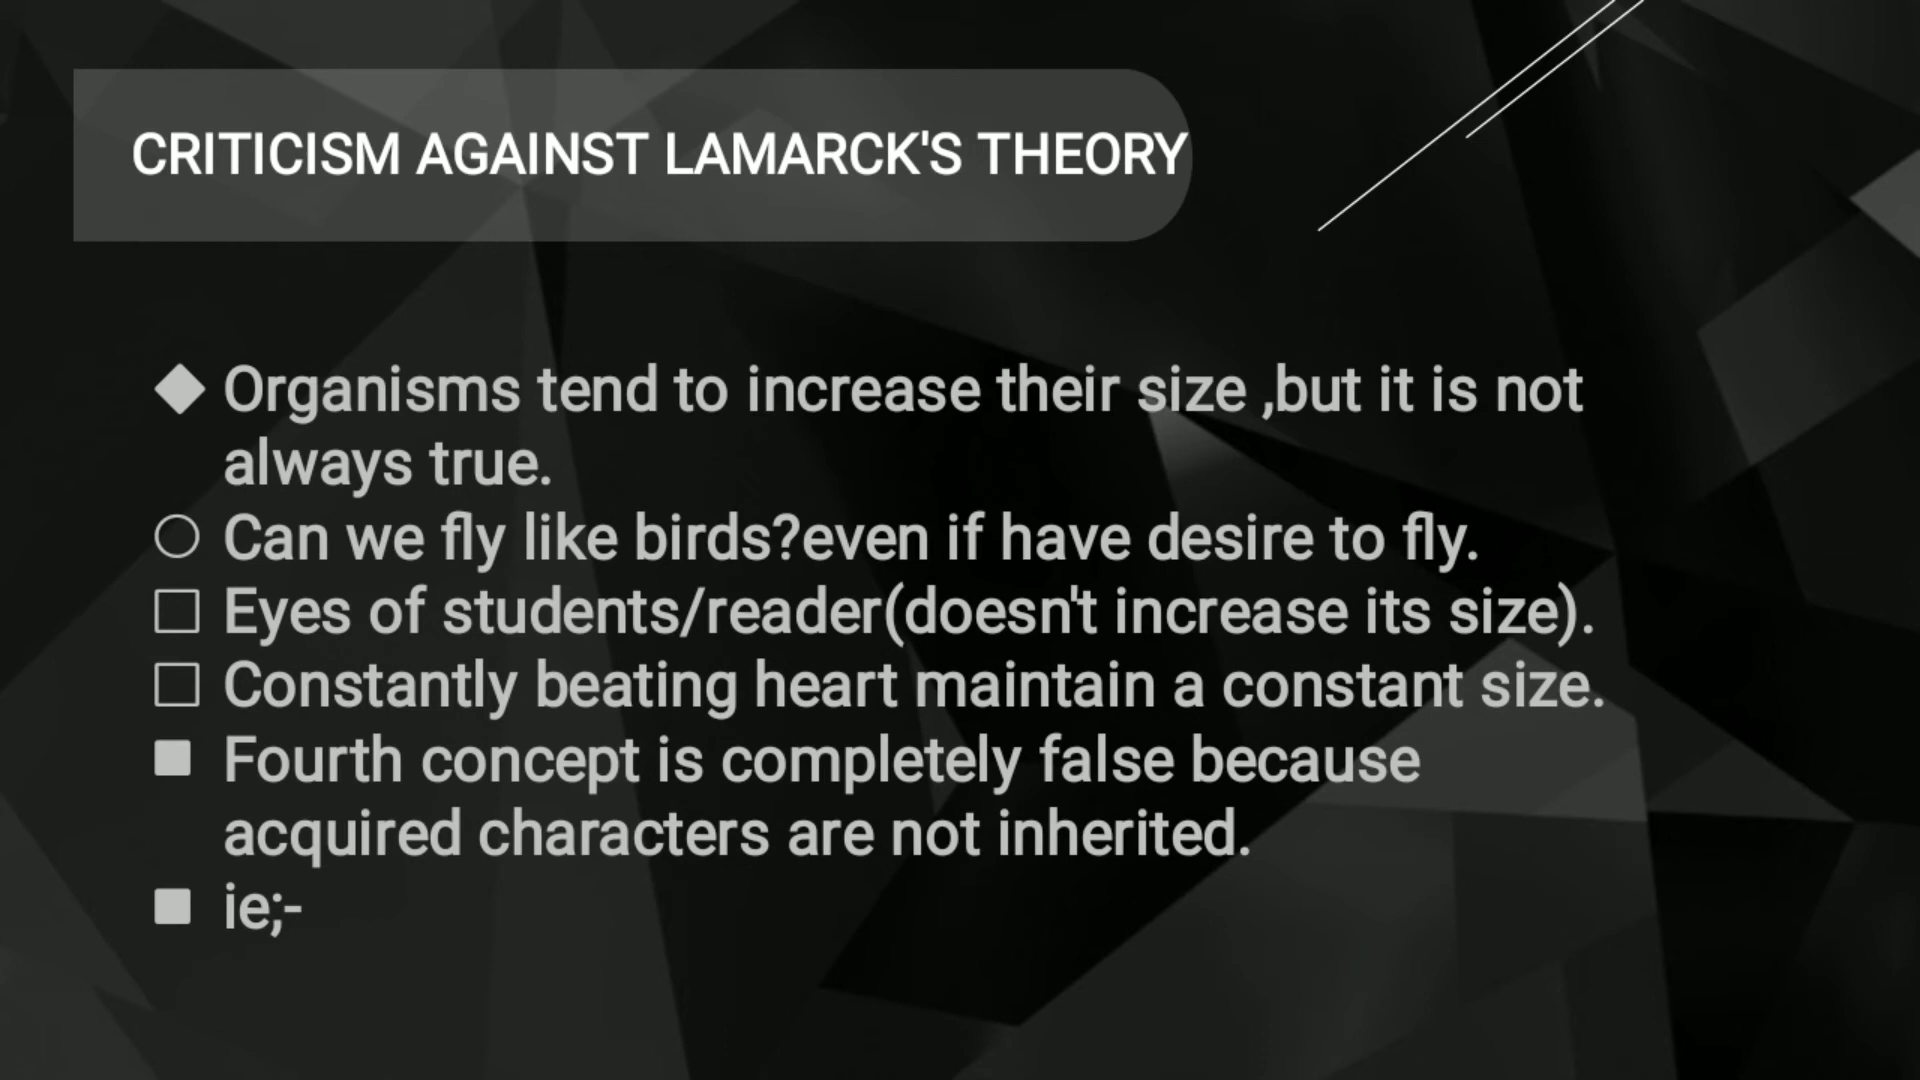 CRITICISM AGAINST LAMARCK'S THEORY
Organisms tend to increase their size ,but it is not
always true.
Can we fly like birds?even if have desire to fly.
Eyes of students/reader(doesn't increase its size).
Constantly beating heart maintain a constant size.
Fourth concept is completely false because
acquired characters are not inherited.
ie;-